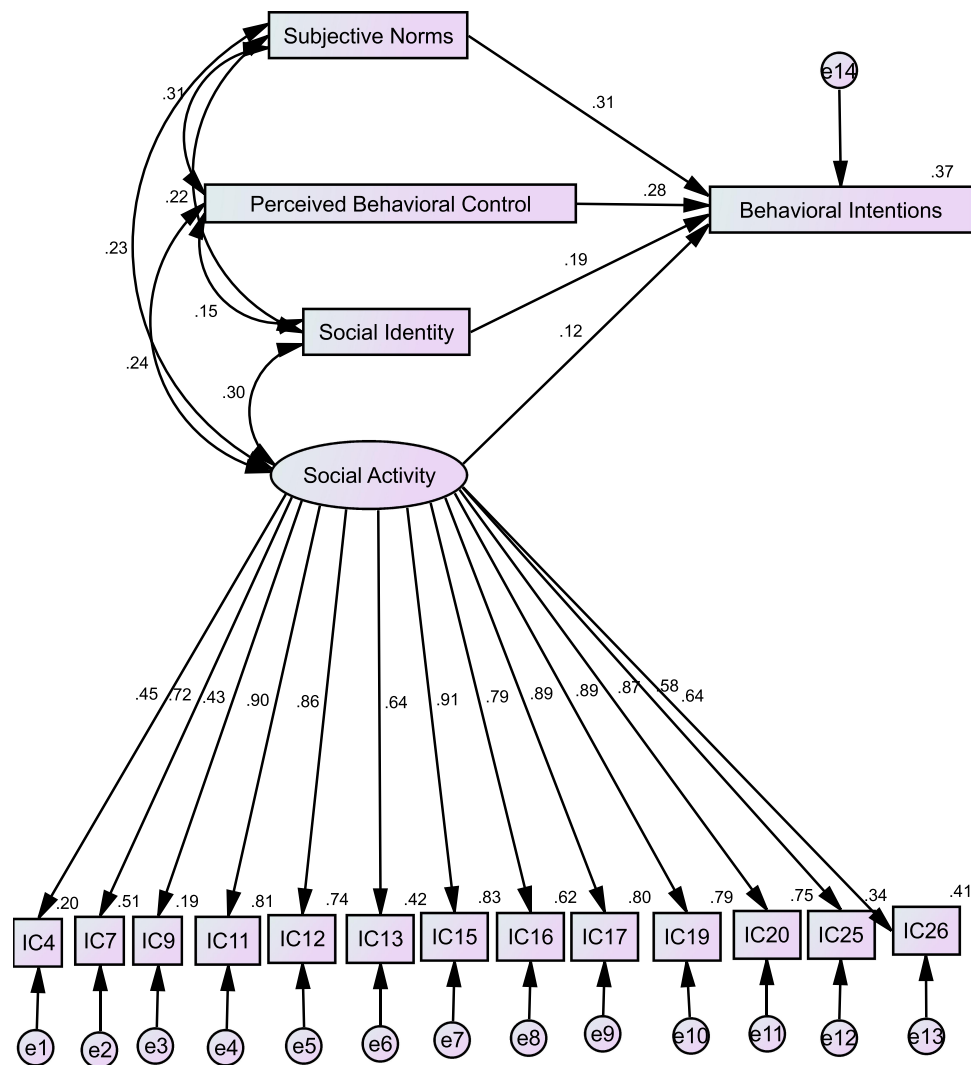 Subjective Norms
e14
.31
.31
.37
.22
Perceived Behavioral Control
.28
Behavioral Intentions
.23
.19
.15
Social Identity
.12
.24
.30
Social Activity
.45
.72
.43
.90
.86
.64
.91
.79
.89
.89
.87
.58
.64
.20
.51
.19
.81
.74
.42
.83
.62
.80
.79
.75
.34
.41
IC4
IC7
IC9
IC11
IC12
IC13
IC15
IC16
IC17
IC19
IC20
IC25
IC26
e1
e2
e3
e4
e5
e6
e7
e8
e9
e10
e11
e12
e13